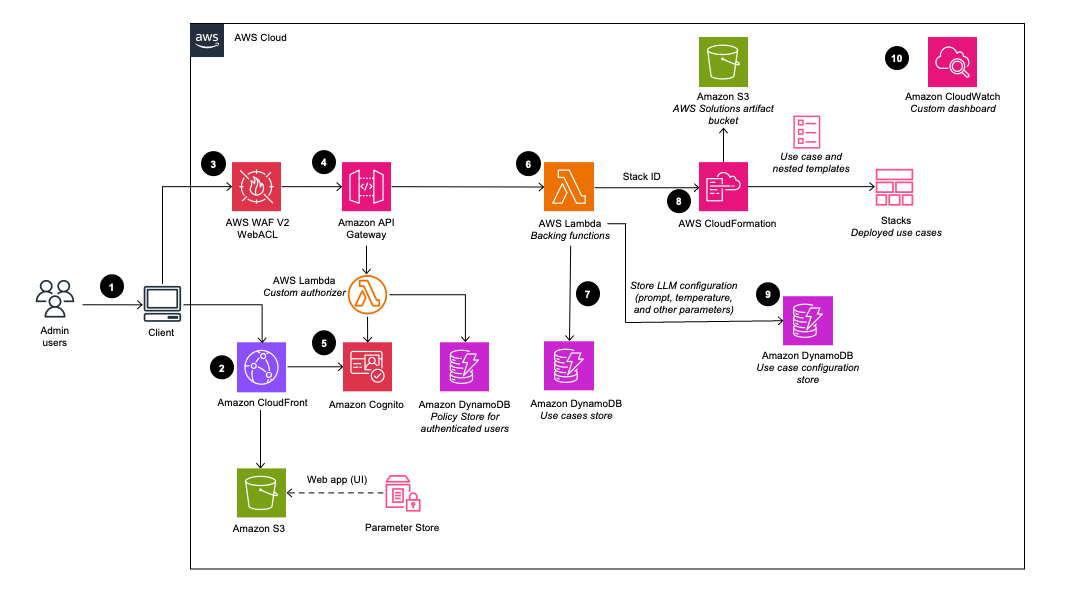 aws
AWS Cloud
Amazon S3
AWS Solutions artifact
bucket
10
Amazon CloudWatch
Custom dashboard
Use case and
nested templates
3
AWS WAF V2
WebACL
4
Amazon API
Gateway
6
AWS Lambda
Backing functions
Stack ID
8
AWS CloudFormation
Stacks
Deployed use cases
1
Admin
users
Client
AWS Lambda
Custom authorizer
7
Store LLM configuration
(prompt, temperature,
and other parameters)
9
Amazon DynamoDB
Use case configuration
store
2
Amazon CloudFront
5
Amazon Cognito
Amazon DynamoDB
Policy Store for
authenticated users
Amazon DynamoDB
Use cases store
Amazon S3
Web app (UI)
Parameter Store